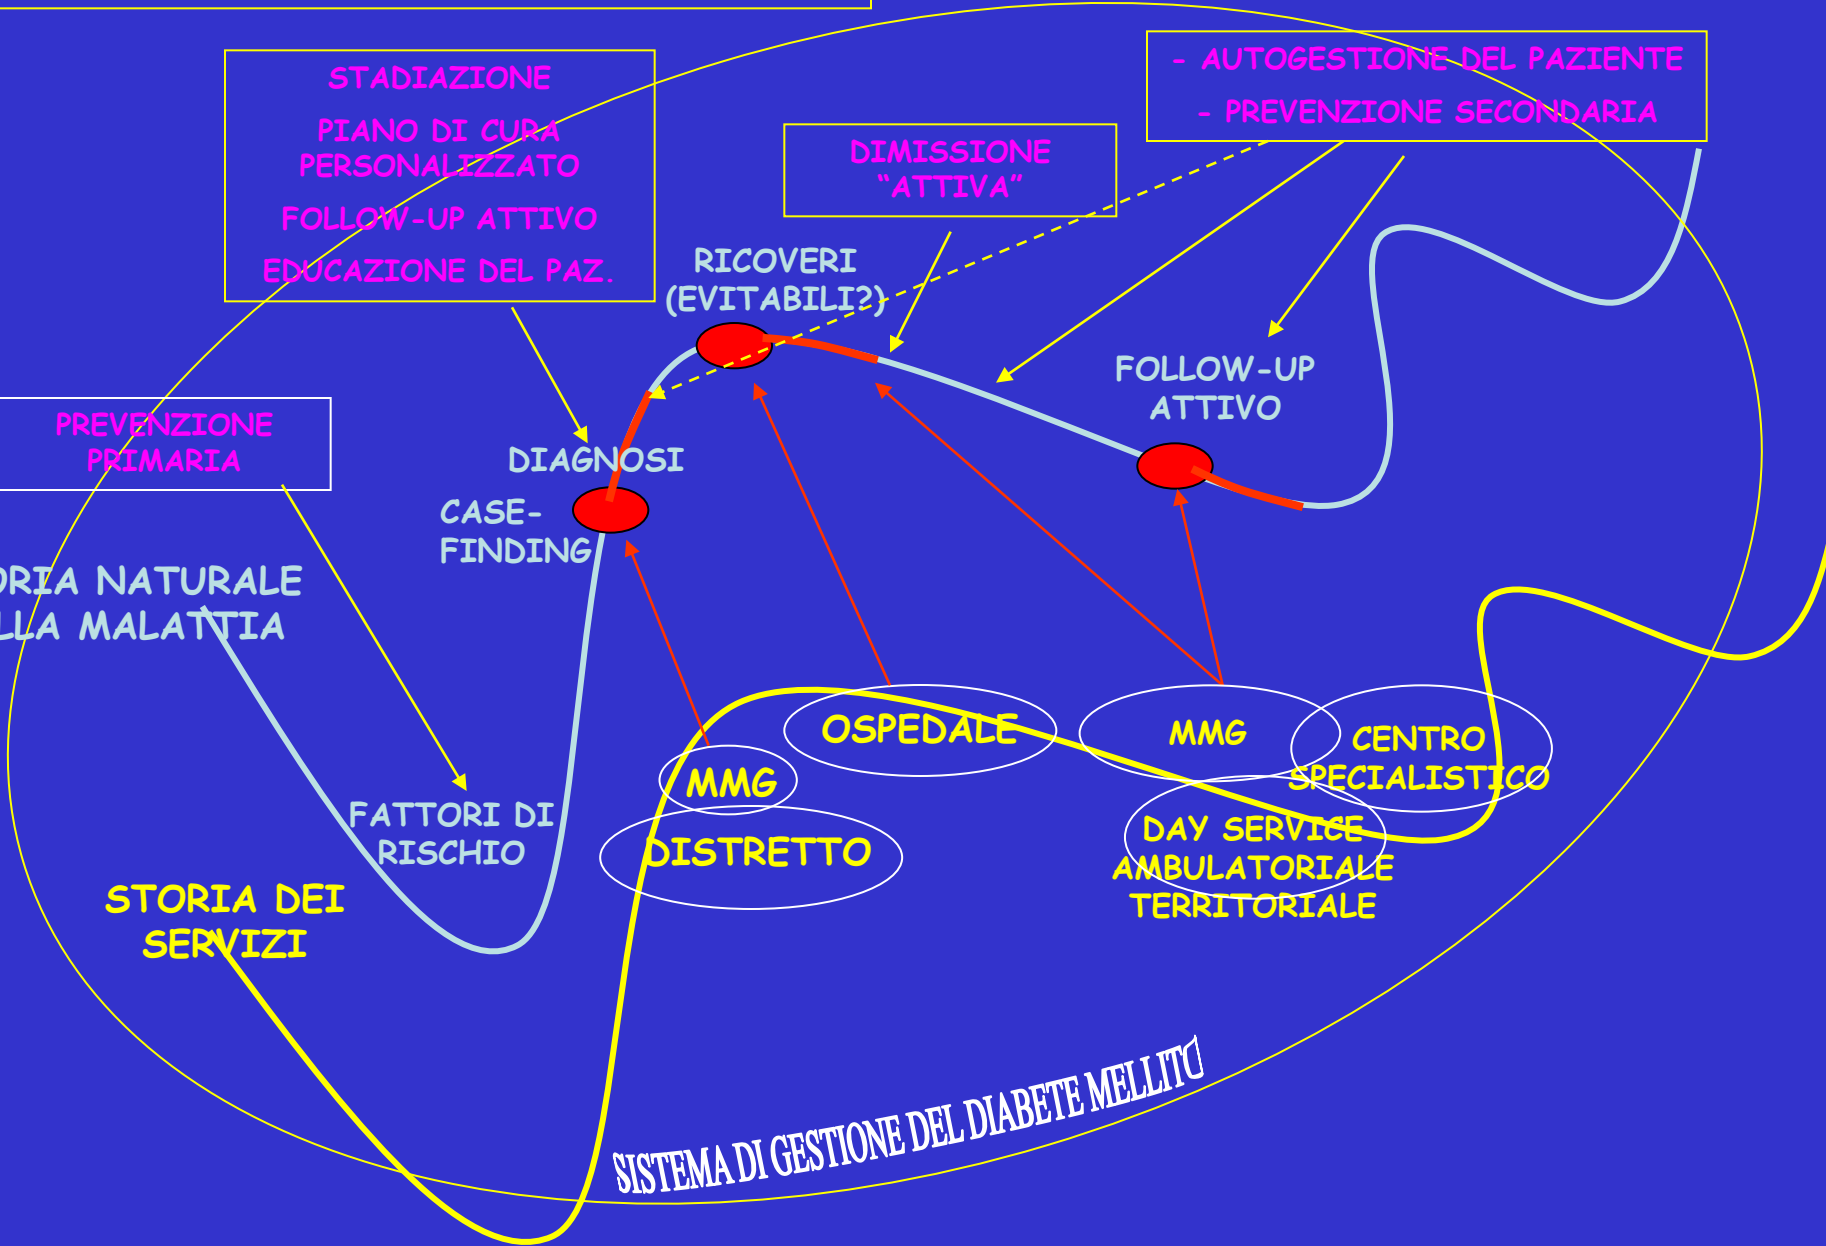 - AUTOGESTIONE DEL PAZIENTE
- PREVENZIONE SECONDARIA
STADIAZIONE
PIANO DI CURA
PERSONALIZZATO
FOLLOW-UP ATTIVO
EDUCAZIONE DEL PAZ.
DIMISSIONE
“ATTIVA”
RICOVERI
(EVITABILI?)
FOLLOW-UP
ATTIVO
PREVENZIONE
PRIMARIA
DIAGNOSI
CASE-
FINDING
NATURALE
MALATTIA
FATTORI DI
RISCHIO
STORIA DEI
SERVIZI
OSPEDALE
MMG
CENTRO
SPECIALISTICO
MMG
DISTRETTO
DAY SERVICE
AMBULATORIALE
TERRITORIALE
SISTEMA DI GESTIONE DEL DIABETE MELLITO